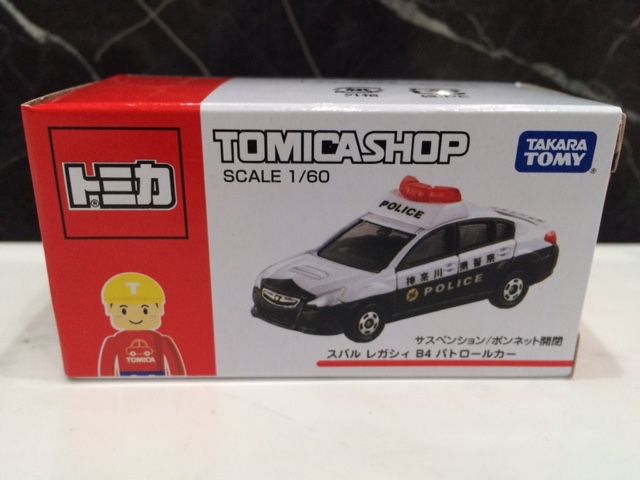 トミカ
TOMICASHOP
SCALE 1/60
TAKARA
TOMY
POLICE
神奈川県警察
POLICE
T
TOMICA
サスペンション/ボンネット開閉
スバル レガシィ B4 パトロールカー